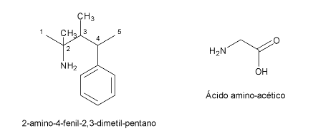 CH₃
1 CH₃ 3 5
2 4
NH₂
H₂N O
OH
Ácido amino-acético
2-amino-4-fenil-2,3-dimetil-pentano